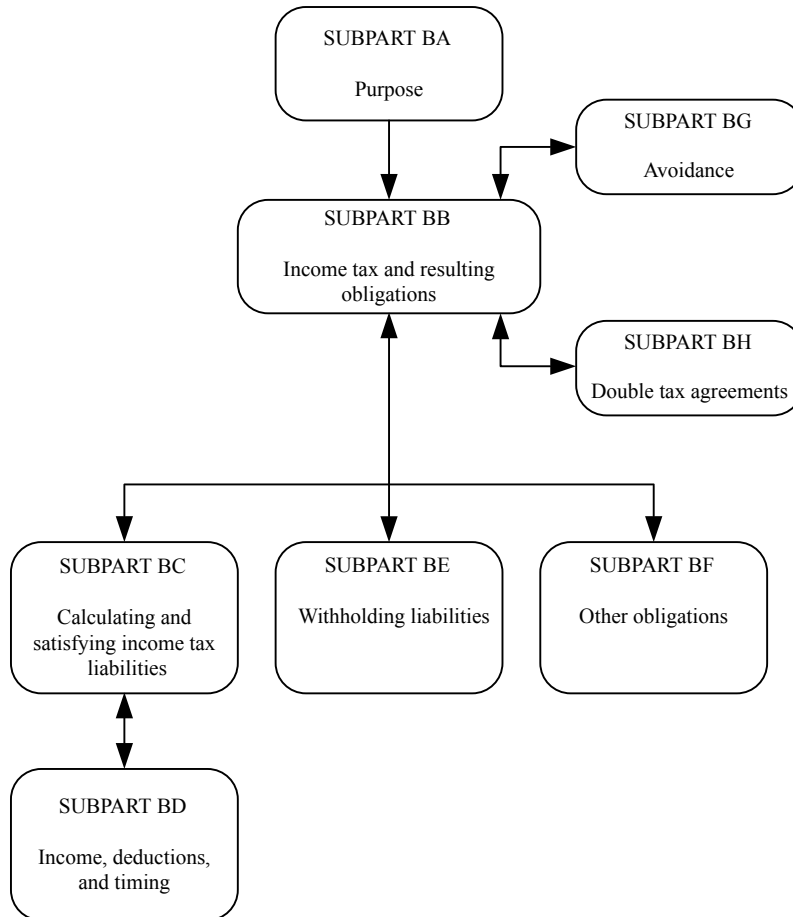 SUBPART BA
Purpose
SUBPART BG
Avoidance
SUBPART BB
Income tax and resulting
obligations
SUBPART BH
Double tax agreements
SUBPART BC
Calculating and
satisfying income tax
liabilities
SUBPART BE
Withholding liabilities
SUBPART BF
Other obligations
SUBPART BD
Income, deductions,
and timing